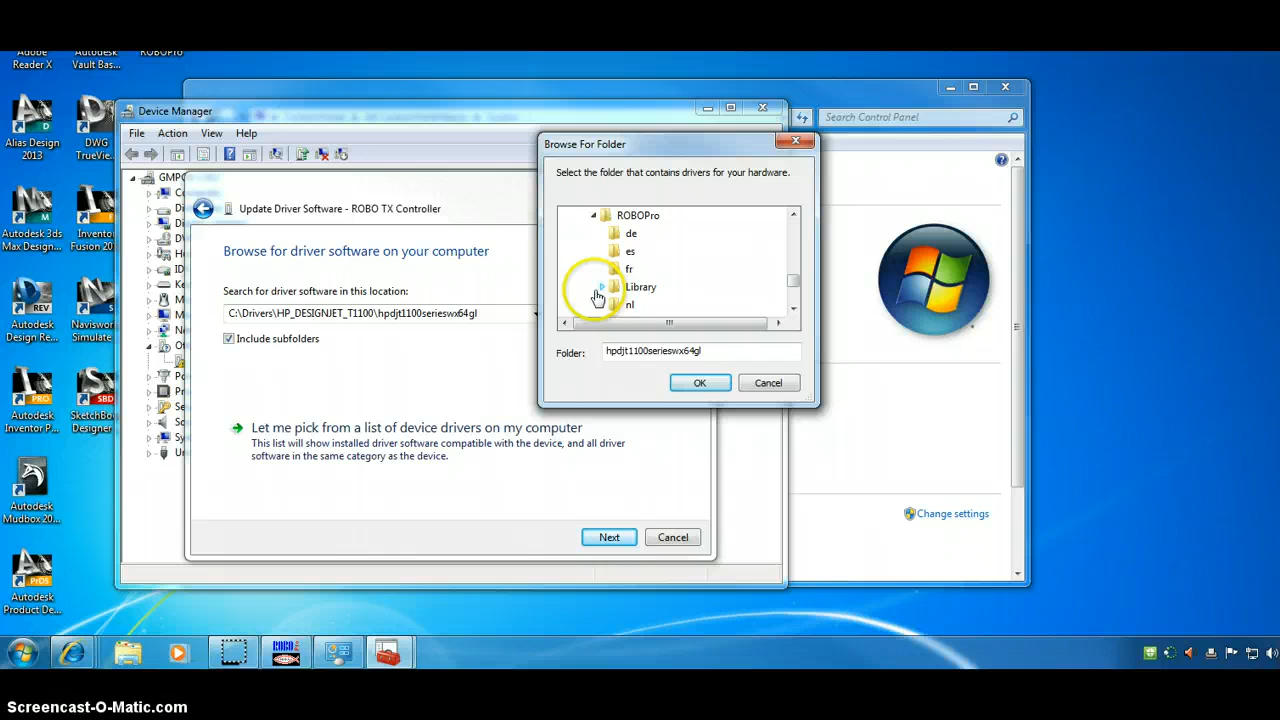 Adobe
Reader X
Autodesk
Vault Bas...
ROBOPro
Alias Design
2013
DWG
TrueVie...
Autodesk 3ds
Max Design...
Inventor
Fusion 20
Autodesk
Design Re...
Naviswor
Simulate
Autodesk
Inventor P...
SketchBook
Designer
Autodesk
Mudbox 20...
Autodesk
Product De...
Search Control Panel
Change settings
Device Manager
File Action View Help
GMPC
Update Driver Software - ROBO TX Controller
Browse for driver software on your computer
Search for driver software in this location:
C:\Drivers\HP_DESIGNJET_T1100\hpdjt1100serieswx64gl
Include subfolders
Let me pick from a list of device drivers on my computer
This list will show installed driver software compatible with the device, and all driver
software in the same category as the device.
Next Cancel
Browse For Folder
Select the folder that contains drivers for your hardware.
ROBOPro
de
es
fr
Library
nl
Folder: hpdjt1100serieswx64gl
OK Cancel
Screencast-O-Matic.com